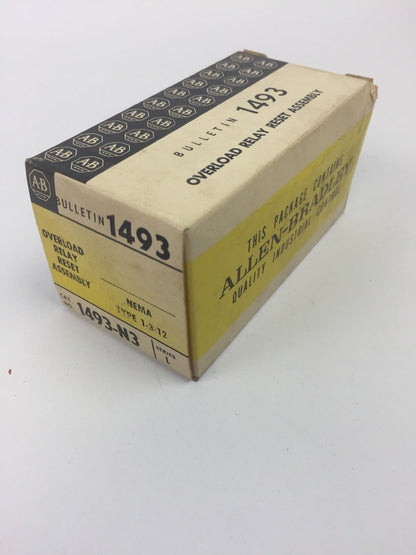 BULLETIN 1493
OVERLOAD RELAY RESET ASSEMBLY
THIS PACKAGE CONTAINS
ALLEN-BRADLEY
QUALITY INDUSTRIAL CONTROL
A-B
BULLETIN 1493
OVERLOAD
RELAY
RESET
ASSEMBLY
NEMA
TYPE 1-3-12
CAT. NO. 1493-N3
SERIES L